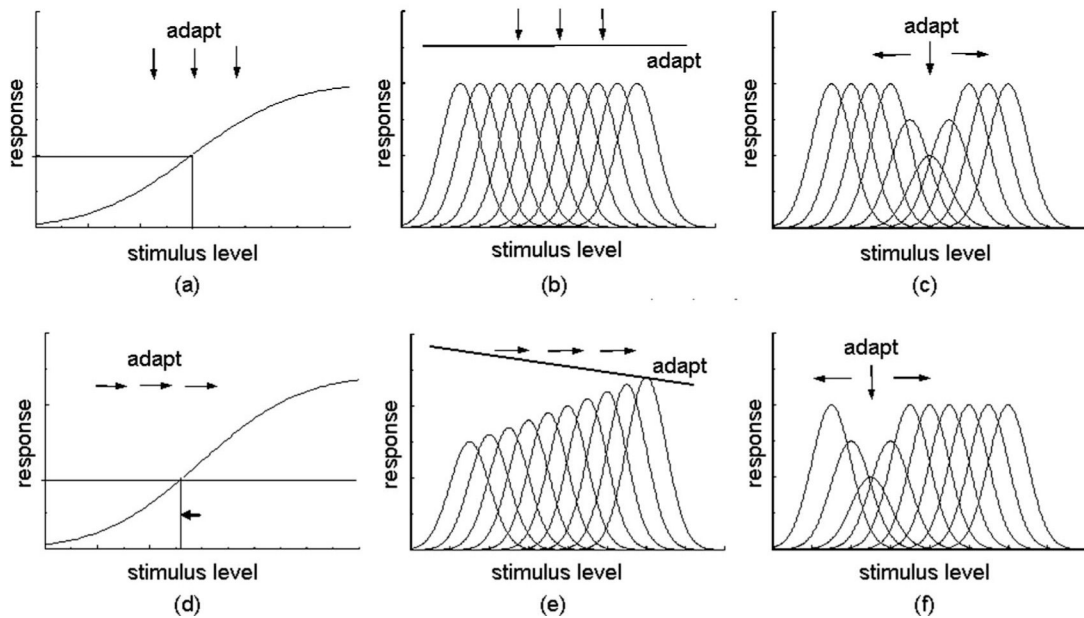 adapt
response
stimulus level
(a)
adapt
response
stimulus level
(b)
adapt
response
stimulus level
(c)
adapt
response
stimulus level
(d)
adapt
response
stimulus level
(e)
adapt
response
stimulus level
(f)